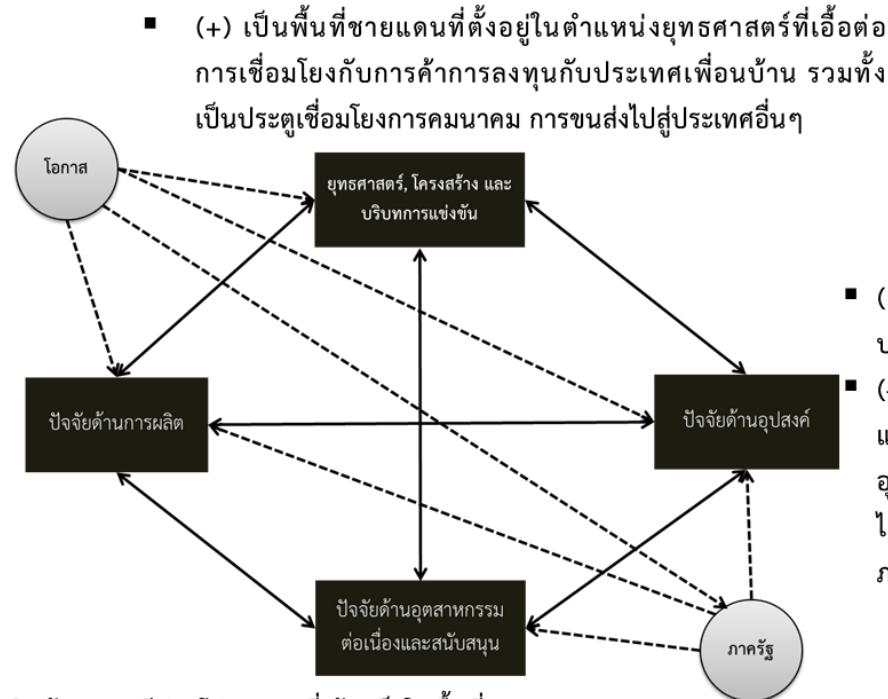 ▪ (+) เป็นพื้นที่ชายแดนที่ตั้งอยู่ในตำแหน่งยุทธศาสตร์ที่เอื้อต่อ
การเชื่อมโยงกับการค้าการลงทุนกับประเทศเพื่อนบ้าน รวมทั้ง
เป็นประตูเชื่อมโยงการคมนาคม การขนส่งไปสู่ประเทศอื่นๆ
โอกาส
ยุทธศาสตร์, โครงสร้าง และ
บริบทการแข่งขัน
ปัจจัยด้านการผลิต
ปัจจัยด้านอุปสงค์
ปัจจัยด้านอุตสาหกรรม
ต่อเนื่องและสนับสนุน
ภาครัฐ